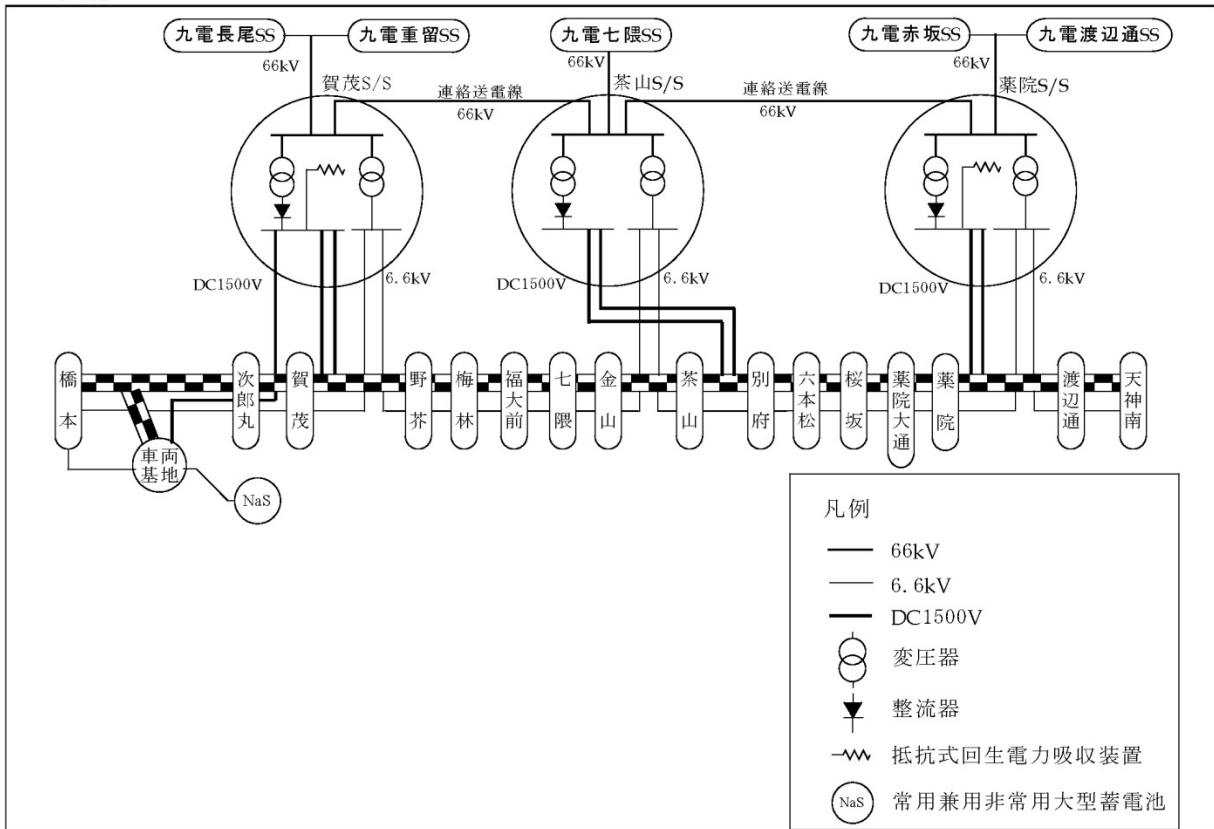 九電長尾SS
九電重留SS
九電七隈SS
九電赤坂SS
九電渡辺通SS
66kV
66kV
66kV
賀茂S/S
連絡送電線
66kV
茶山S/S
連絡送電線
66kV
薬院S/S
DC1500V
6.6kV
DC1500V
6.6kV
DC1500V
6.6kV
橋本
次郎丸
賀茂
野芥
梅林
福大前
七隈
金山
茶山
別府
六本松
桜坂
薬院大通
薬院
渡辺通
天神南
車両
基地
NaS
凡例
66kV
6.6kV
DC1500V
変圧器
整流器
抵抗式回生電力吸収装置
NaS 常用兼用非常用大型蓄電池